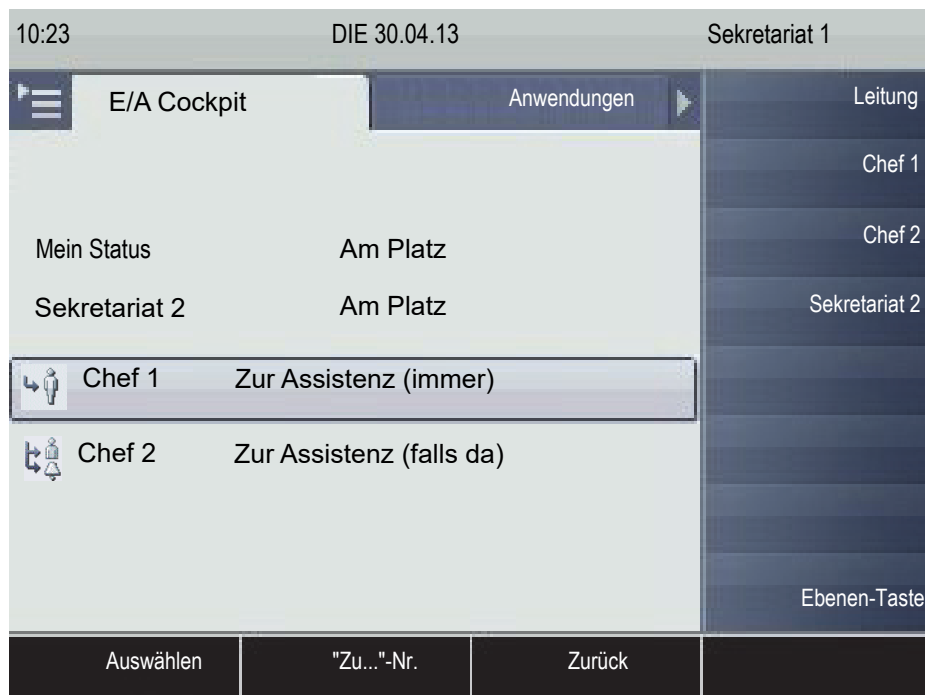 10:23 DIE 30.04.13 Sekretariat 1
E/A Cockpit Anwendungen Leitung
Chef 1
Mein Status Am Platz Chef 2
Sekretariat 2 Am Platz Sekretariat 2
Chef 1 Zur Assistenz (immer)
Chef 2 Zur Assistenz (falls da)
Ebenen-Taste
Auswählen "Zu..."-Nr. Zurück